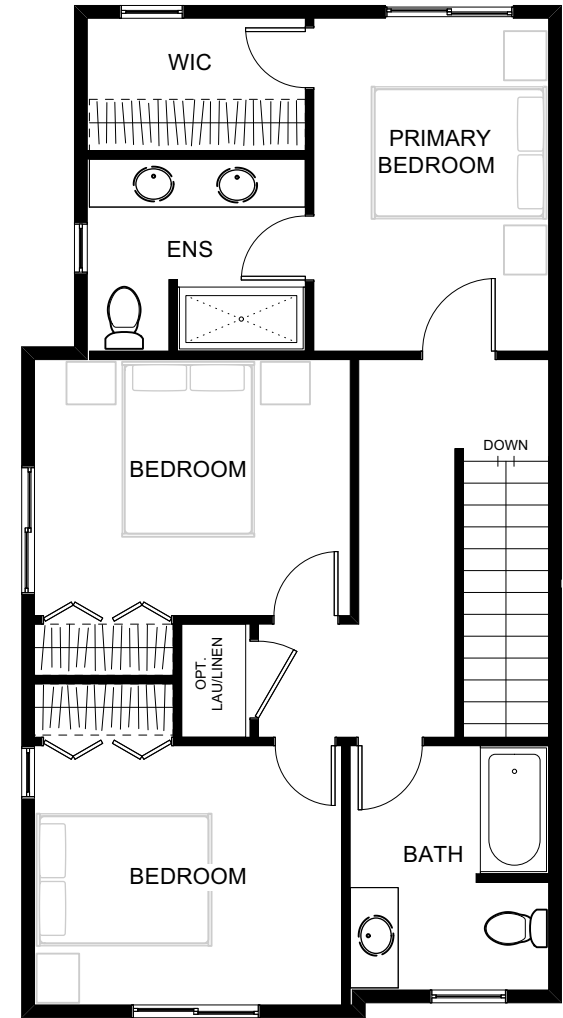 WIC
PRIMARY
BEDROOM
ENS
DOWN
BEDROOM
OPT.
LAU/LINEN
BATH
BEDROOM